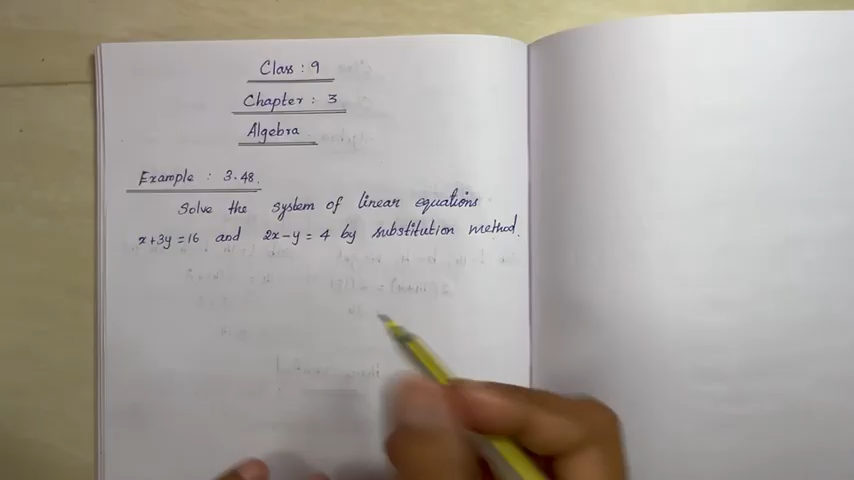 Class : 9
Chapter : 3
Algebra
Example : 3.48.
Solve the system of linear equations
x+3y=16 and 2x-y=4 by substitution method.